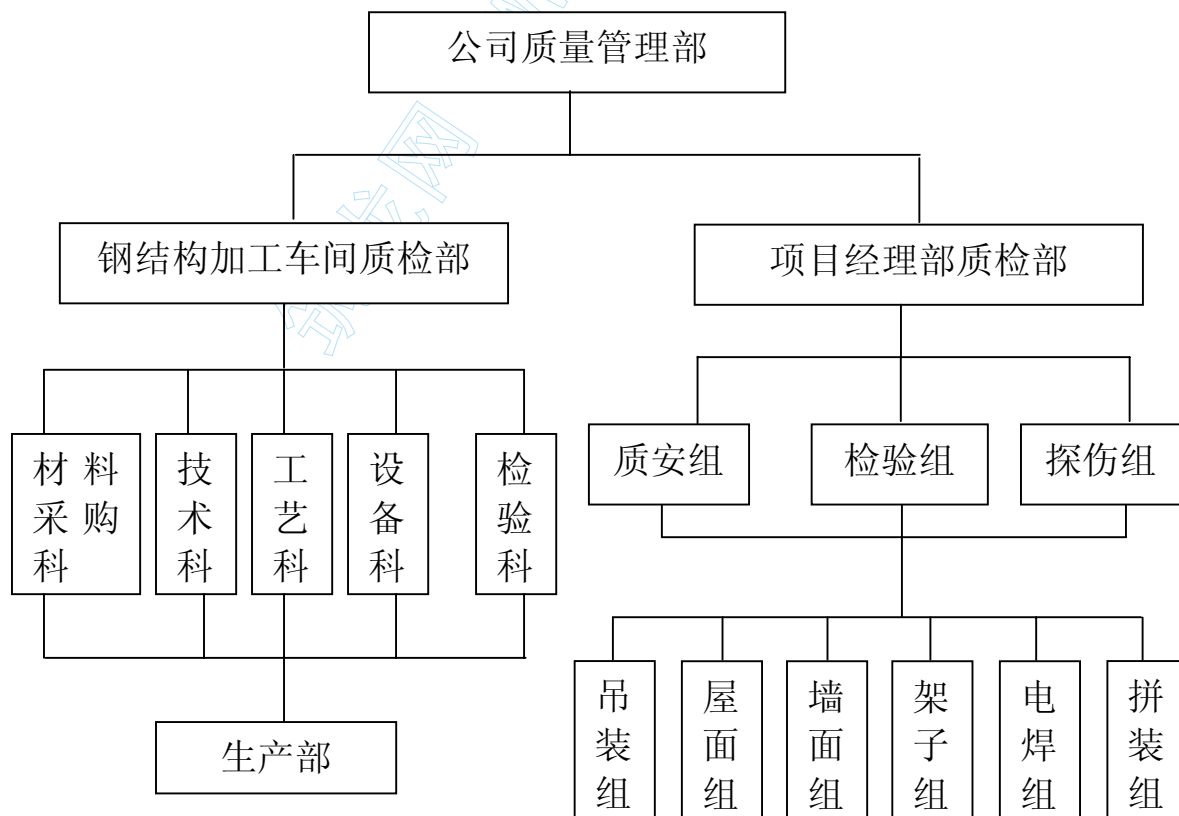 公司质量管理部
钢结构加工车间质检部
项目经理部质检部
材料采购科
技术科
工艺科
设备科
检验科
质安组
检验组
探伤组
生产部
吊装组
屋面组
墙面组
架子组
电焊组
拼装组